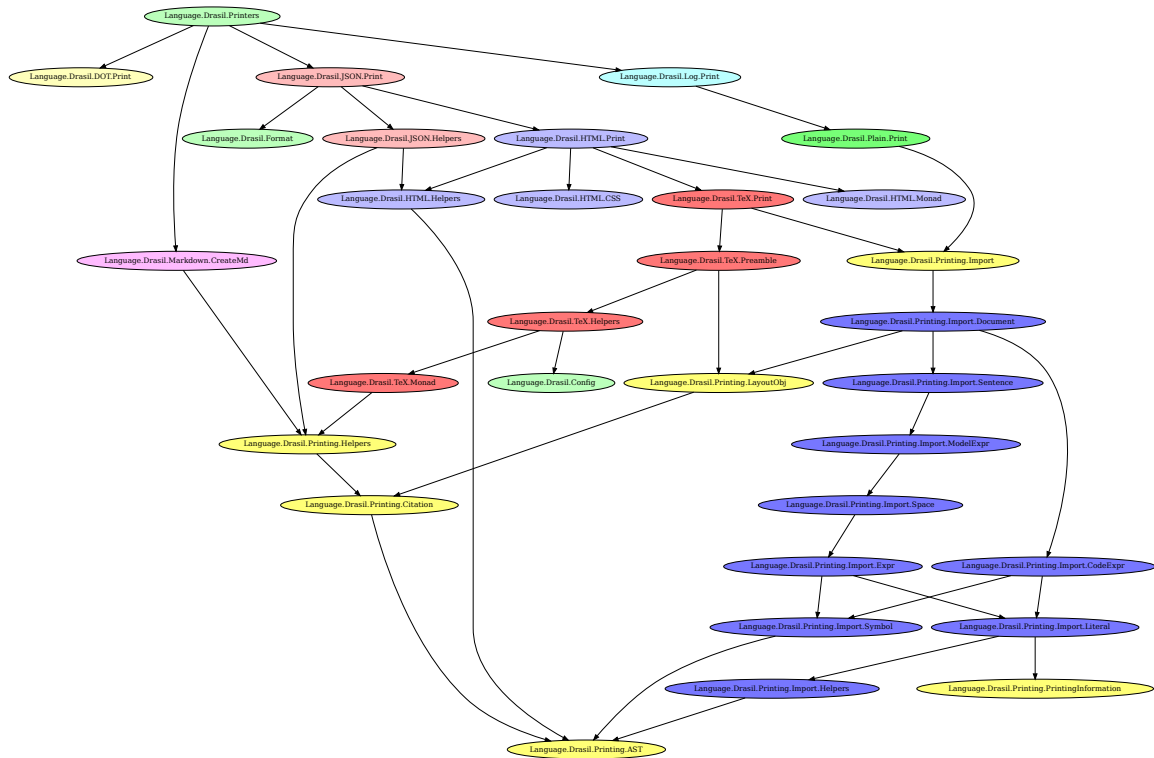 Language.Drasil.Printers
Language.Drasil.DOT.Print
Language.Drasil.JSON.Print
Language.Drasil.Log.Print
Language.Drasil.Format
Language.Drasil.JSON.Helpers
Language.Drasil.HTML.Print
Language.Drasil.Plain.Print
Language.Drasil.HTML.Helpers
Language.Drasil.HTML.CSS
Language.Drasil.TeX.Print
Language.Drasil.HTML.Monad
Language.Drasil.Markdown.CreateMd
Language.Drasil.TeX.Preamble
Language.Drasil.Printing.Import
Language.Drasil.TeX.Helpers
Language.Drasil.Printing.Import.Document
Language.Drasil.TeX.Monad
Language.Drasil.Config
Language.Drasil.Printing.LayoutObj
Language.Drasil.Printing.Import.Sentence
Language.Drasil.Printing.Helpers
Language.Drasil.Printing.Import.ModelExpr
Language.Drasil.Printing.Citation
Language.Drasil.Printing.Import.Space
Language.Drasil.Printing.Import.Expr
Language.Drasil.Printing.Import.CodeExpr
Language.Drasil.Printing.Import.Symbol
Language.Drasil.Printing.Import.Literal
Language.Drasil.Printing.Import.Helpers
Language.Drasil.Printing.PrintingInformation
Language.Drasil.Printing.AST